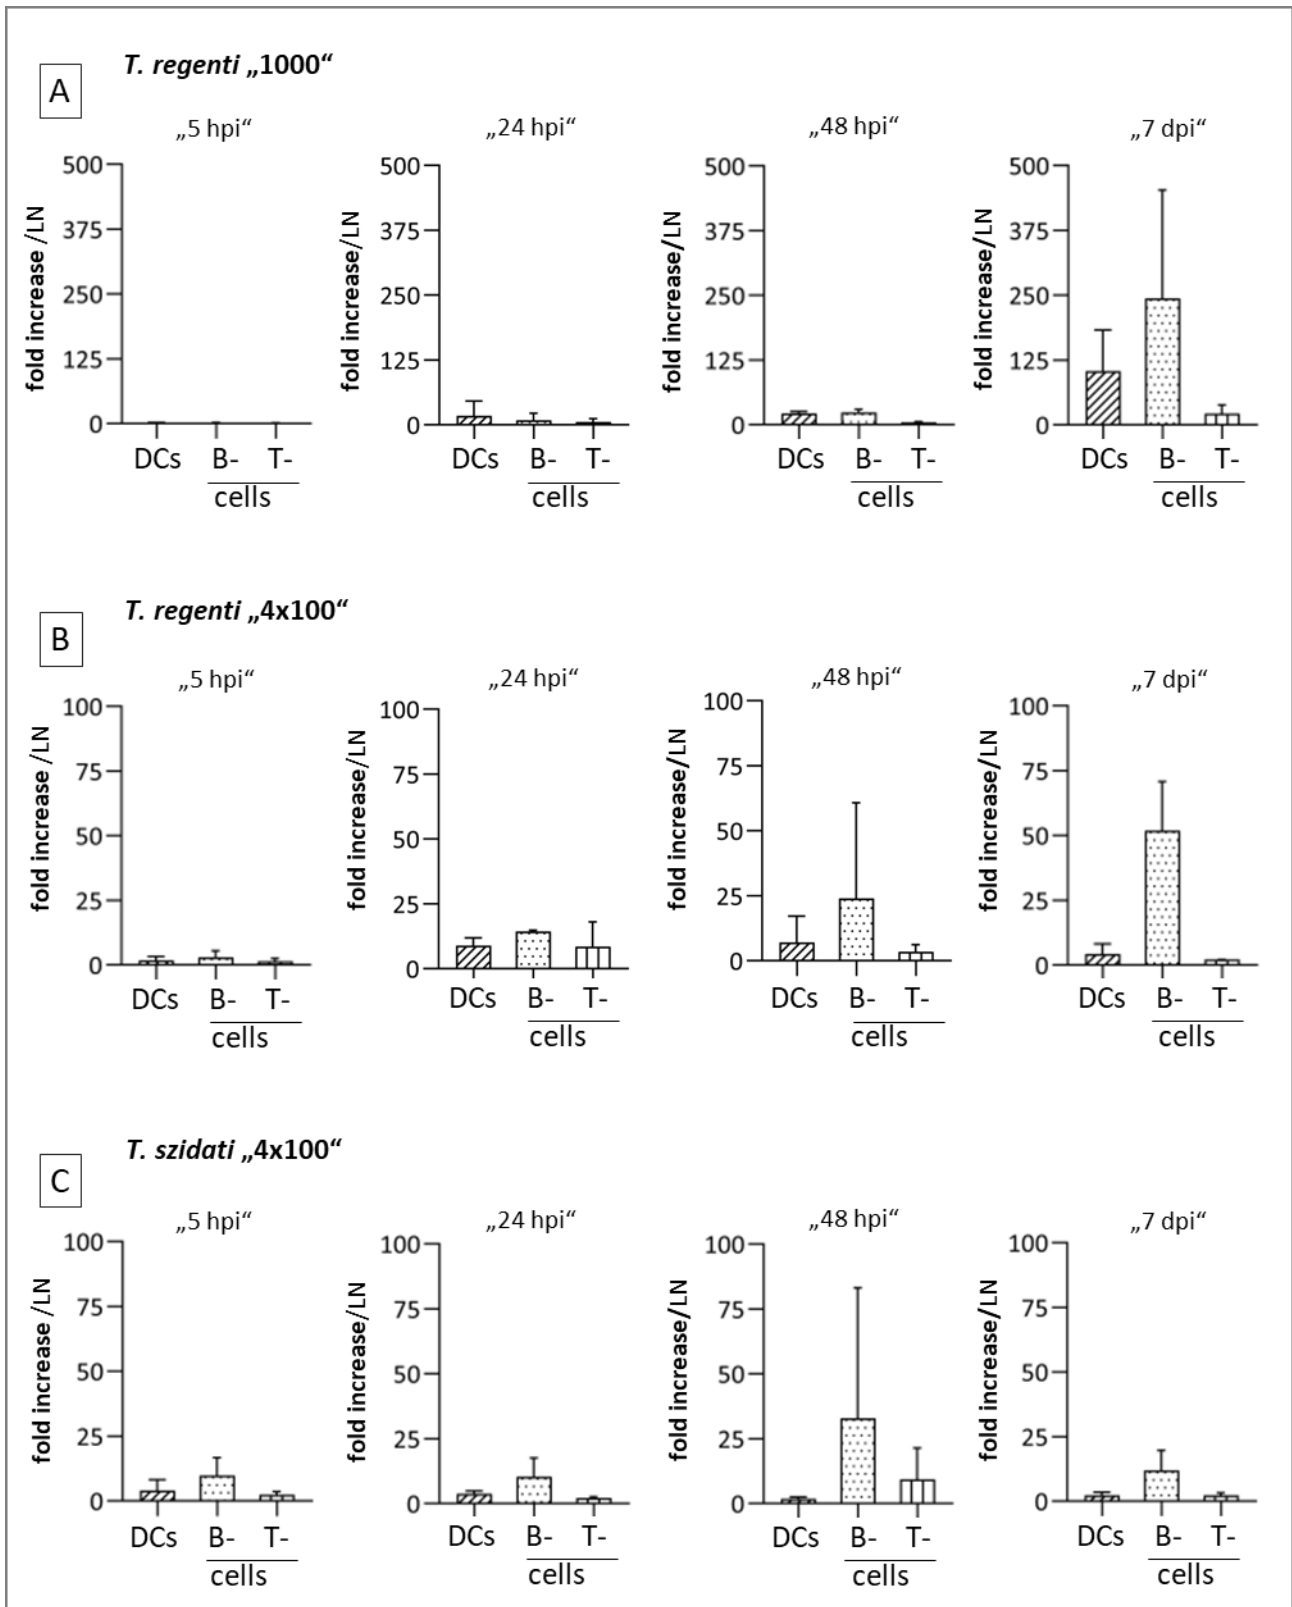 A
T. regenti „1000“
„5 hpi“
„24 hpi“
„48 hpi“
„7 dpi“
fold increase /LN
500
375
250
125
0
DCs B- T-
cells
fold increase/LN
500
375
250
125
0
DCs B- T-
cells
fold increase/LN
500
375
250
125
0
DCs B- T-
cells
fold increase/LN
500
375
250
125
0
DCs B- T-
cells
B
T. regenti „4x100“
„5 hpi“
„24 hpi“
„48 hpi“
„7 dpi“
fold increase /LN
100
75
50
25
0
DCs B- T-
cells
fold increase/LN
100
75
50
25
0
DCs B- T-
cells
fold increase/LN
100
75
50
25
0
DCs B- T-
cells
fold increase/LN
100
75
50
25
0
DCs B- T-
cells
C
T. szidati „4x100“
„5 hpi“
„24 hpi“
„48 hpi“
„7 dpi“
fold increase /LN
100
75
50
25
0
DCs B- T-
cells
fold increase/LN
100
75
50
25
0
DCs B- T-
cells
fold increase/LN
100
75
50
25
0
DCs B- T-
cells
fold increase/LN
100
75
50
25
0
DCs B- T-
cells